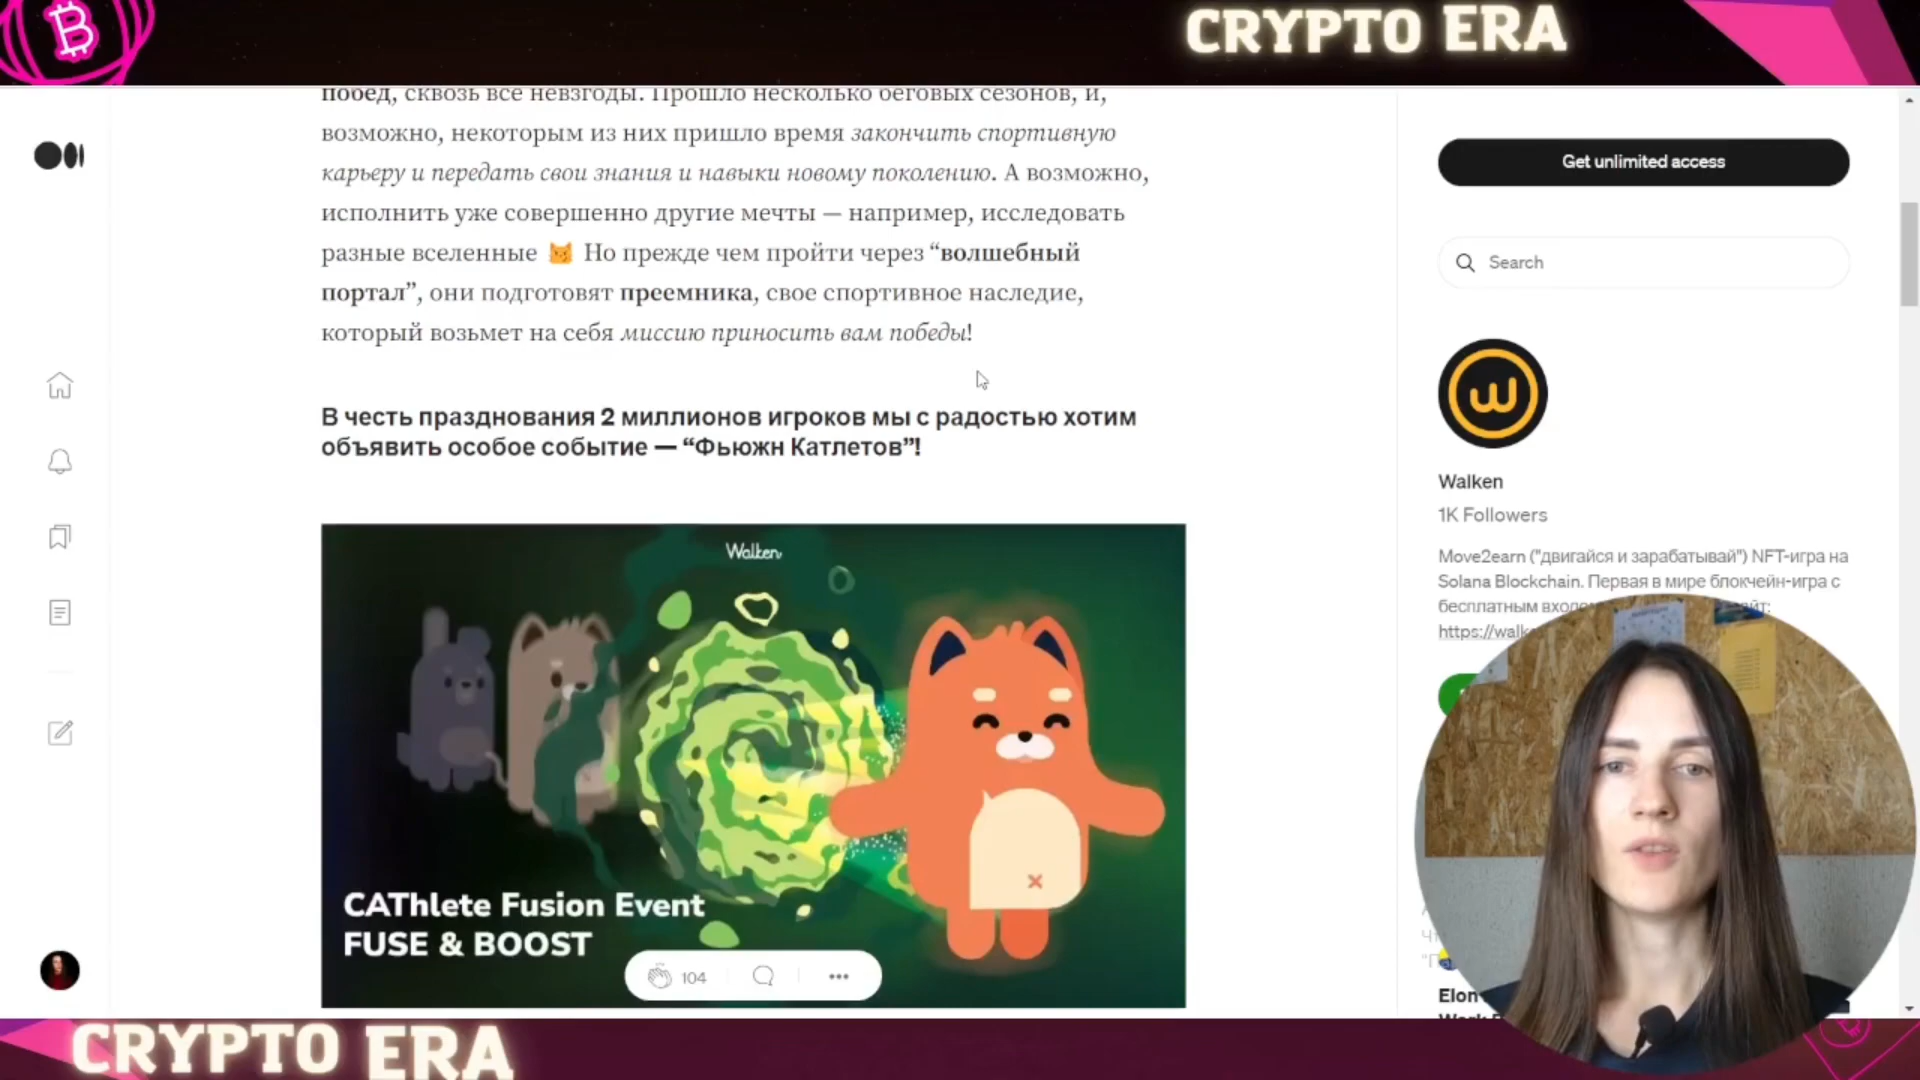 CRYPTO ERA
побед, сквозь все невзгоды. Прошло несколько беговых сезонов, и,
возможно, некоторым из них пришло время закончить спортивную
карьеру и передать свои знания и навыки новому поколению. А возможно,
исполнить уже совершенно другие мечты — например, исследовать
разные вселенные 😼 Но прежде чем пройти через “волшебный
портал”, они подготовят преемника, свое спортивное наследие,
который возьмет на себя миссию приносить вам победы!
В честь празднования 2 миллионов игроков мы с радостью хотим
объявить особое событие — “Фьюжн Катлетов”!
Walken
CAThlete Fusion Event
FUSE & BOOST
104
Get unlimited access
Search
Walken
1K Followers
Move2earn ("двигайся и зарабатывай") NFT-игра на
Solana Blockchain. Первая в мире блокчейн-игра с
бесплатным
https://walk
Elon
CRYPTO ERA